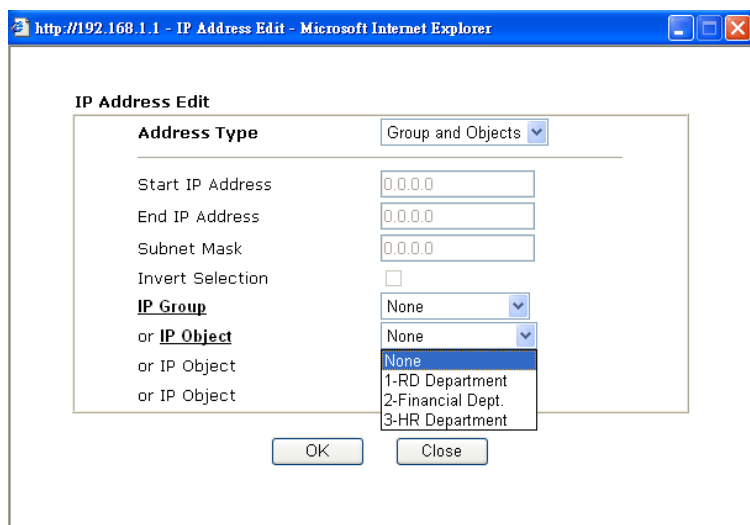 http://192.168.1.1 - IP Address Edit - Microsoft Internet Explorer
IP Address Edit
Address Type Group and Objects
Start IP Address 0.0.0.0
End IP Address 0.0.0.0
Subnet Mask 0.0.0.0
Invert Selection
IP Group None
or IP Object None
or IP Object
or IP Object
None
1-RD Department
2-Financial Dept.
3-HR Department
OK Close